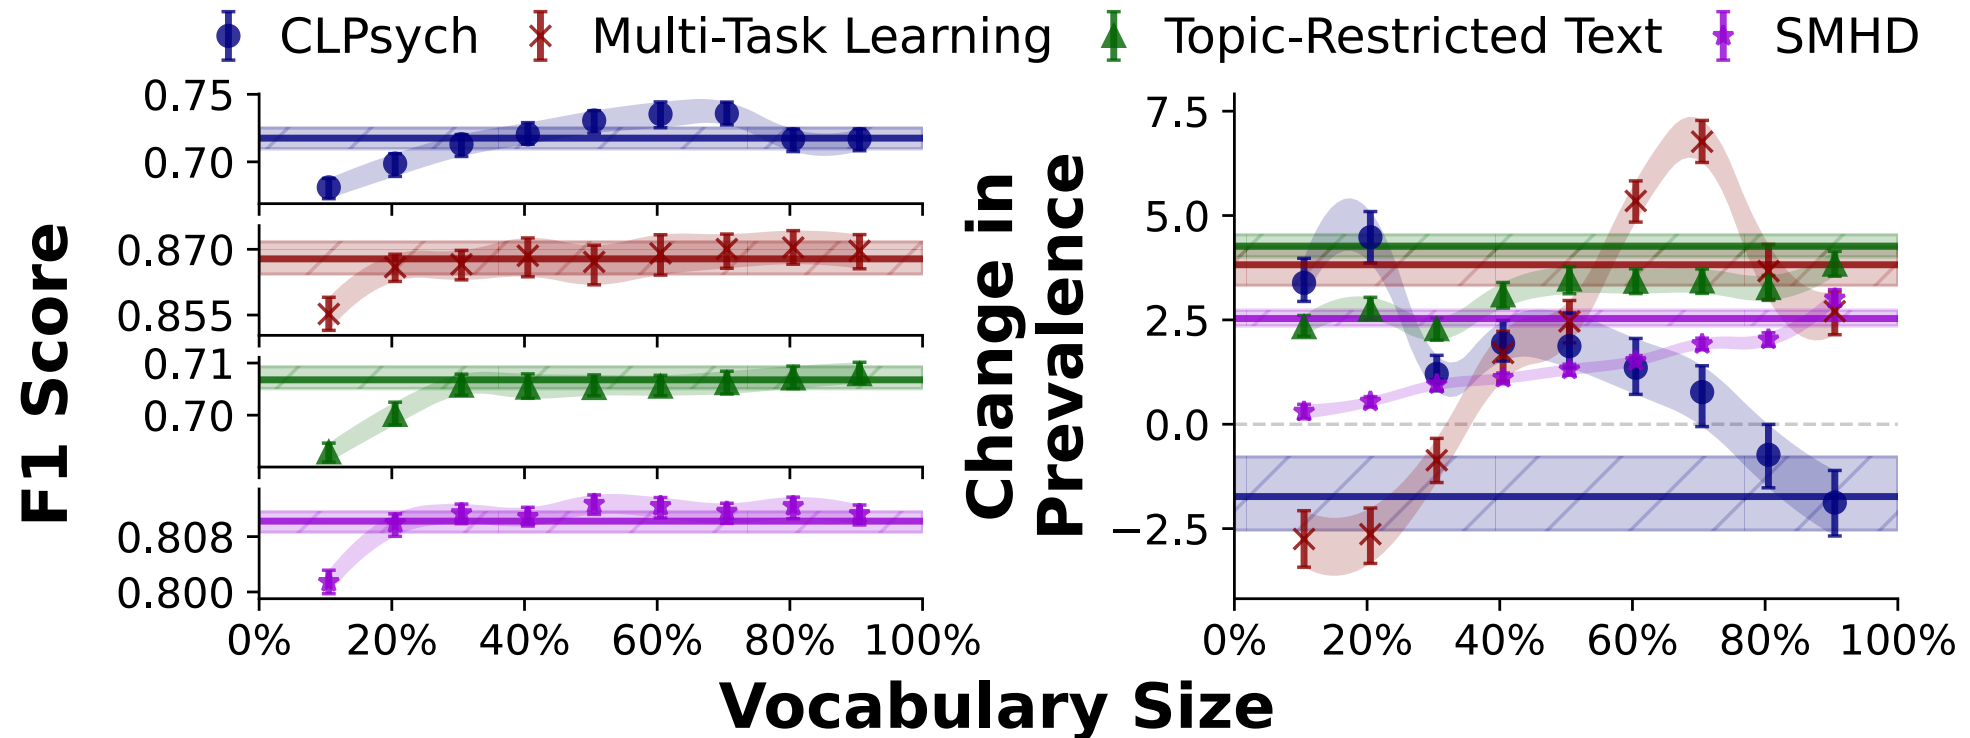 CLPsych Multi-Task Learning Topic-Restricted Text SMHD
F1 Score
0.75
0.70
0.870
0.855
0.71
0.70
0.808
0.800
0% 20% 40% 60% 80% 100%
Change in
Prevalence
7.5
5.0
2.5
0.0
−2.5
0% 20% 40% 60% 80% 100%
Vocabulary Size